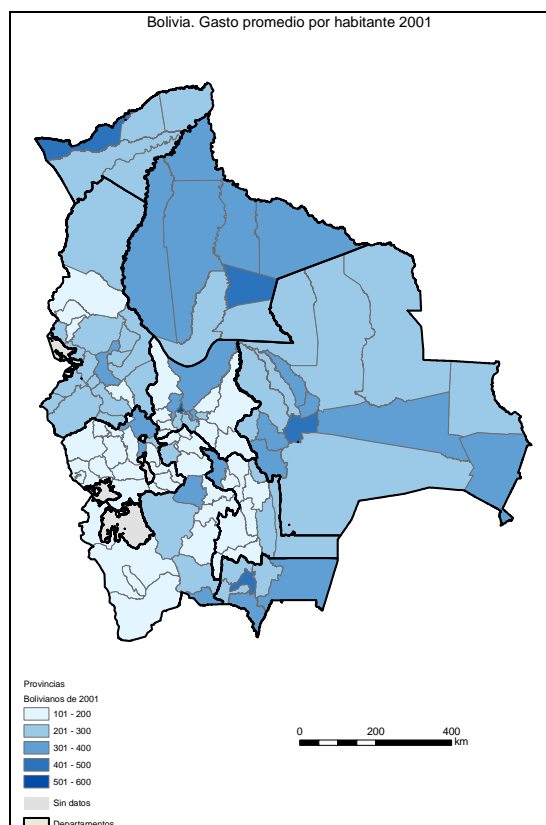 Bolivia. Gasto promedio por habitante 2001
Provincias
Bolivianos de 2001
101 - 200
201 - 300
301 - 400
401 - 500
501 - 600
Sin datos
Departamentos
0 200 400
km